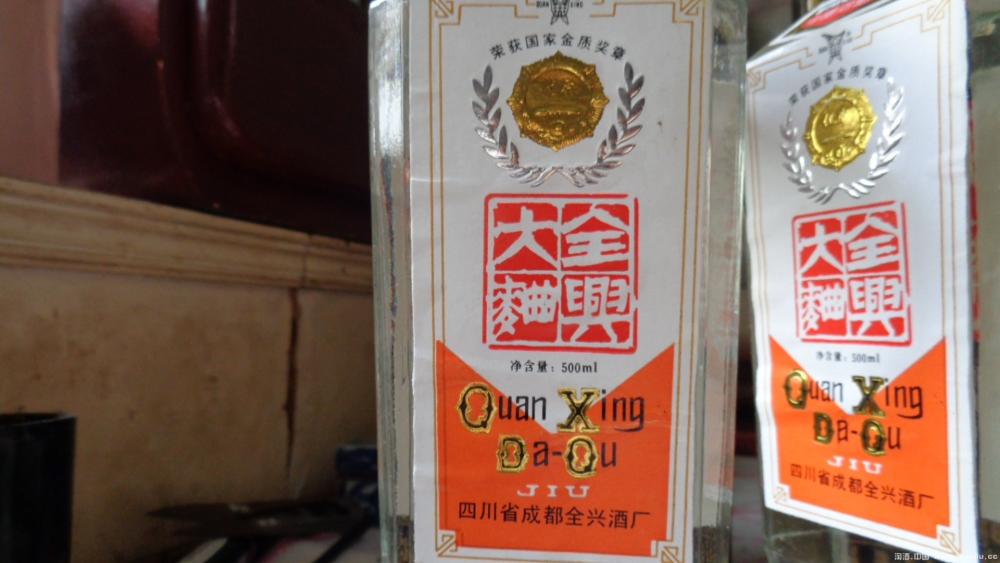 QUAN XING
荣获国家金质奖章
全興
大麯
净含量：500ml
Quan Xing
Da-Qu
JIU
四川省成都全兴酒厂
荣获国家金质奖章
全興
大麯
净含量：500ml
Quan Xing
Da-Qu
JIU
四川省成都全兴酒厂